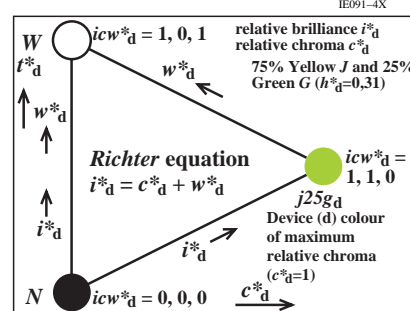 IE091–4X
W
t*d
icw*d = 1, 0, 1
relative brilliance i*d
relative chroma c*d
75% Yellow J and 25%
Green G (h*d=0,31)
w*d
w*d
Richter equation
i*d = c*d + w*d
icw*d =
1, 1, 0
j25gd
Device (d) colour
of maximum
relative chroma
(c*d=1)
i*d
i*d
N
icw*d = 0, 0, 0
c*d